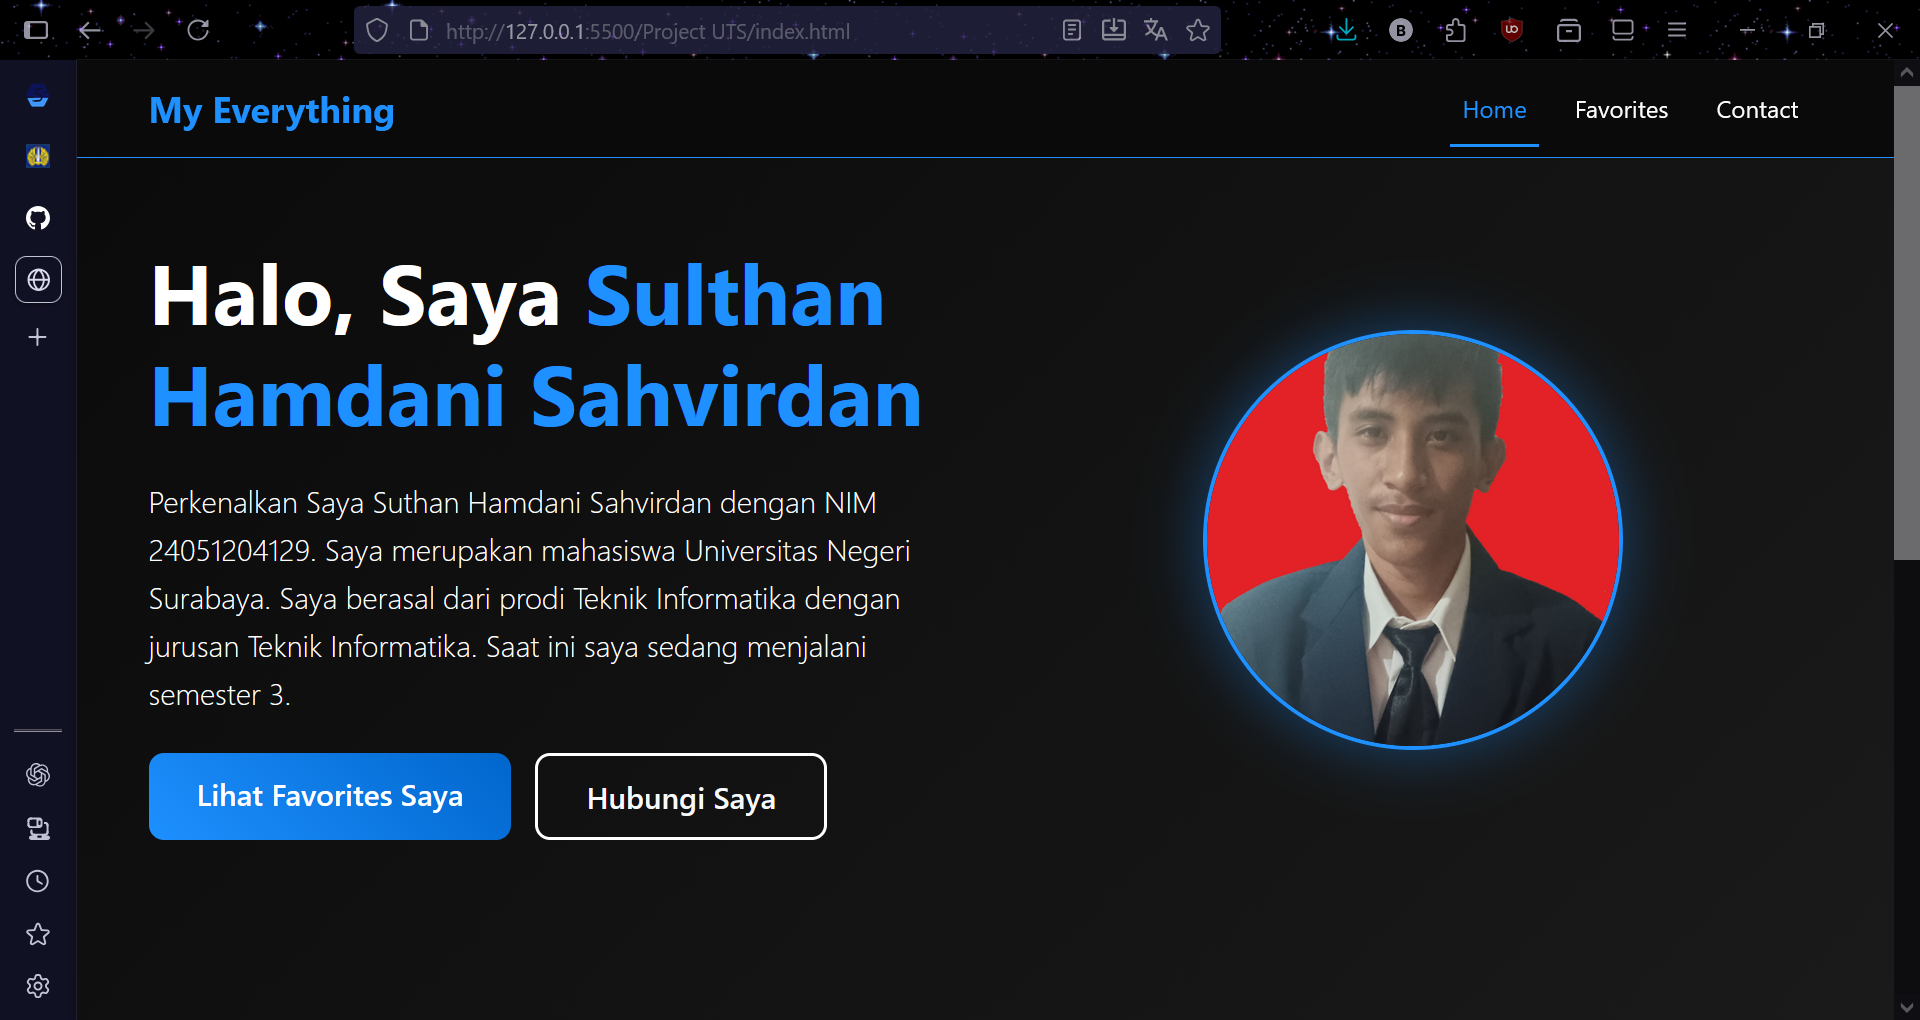 http://127.0.0.1:5500/Project UTS/index.html
B
My Everything
Home
Favorites
Contact
Halo, Saya Sulthan
Hamdani Sahvirdan
Perkenalkan Saya Suthan Hamdani Sahvirdan dengan NIM
24051204129. Saya merupakan mahasiswa Universitas Negeri
Surabaya. Saya berasal dari prodi Teknik Informatika dengan
jurusan Teknik Informatika. Saat ini saya sedang menjalani
semester 3.
Lihat Favorites Saya
Hubungi Saya